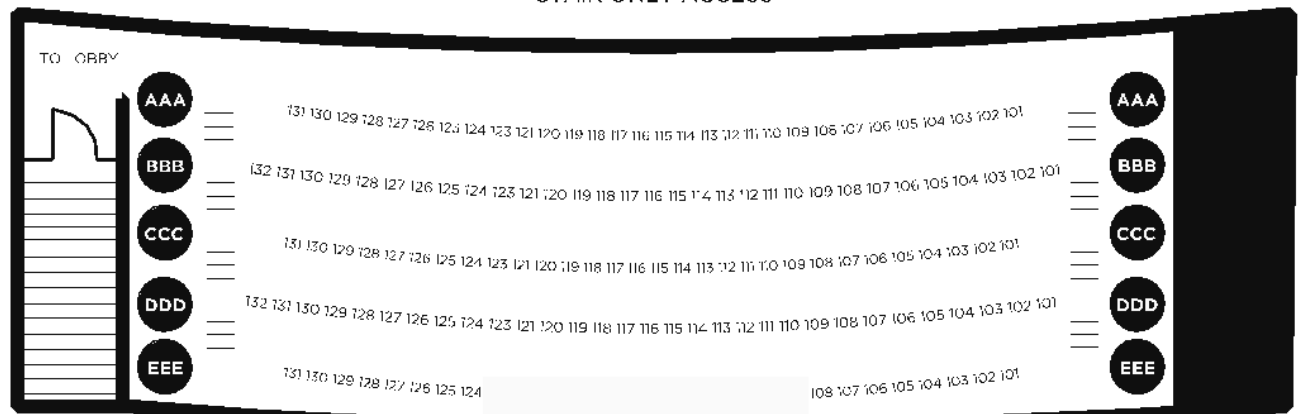 TO LOBBY
AAA 131 130 129 128 127 126 125 124 123 121 120 119 118 117 116 115 114 113 112 111 110 109 108 107 106 105 104 103 102 101 AAA
BBB 132 131 130 129 128 127 126 125 124 123 121 120 119 118 117 116 115 114 113 112 111 110 109 108 107 106 105 104 103 102 101 BBB
CCC 131 130 129 128 127 126 125 124 123 121 120 119 118 117 116 115 114 113 112 111 110 109 108 107 106 105 104 103 102 101 CCC
DDD 132 131 130 129 128 127 126 125 124 123 121 120 119 118 117 116 115 114 113 112 111 110 109 108 107 106 105 104 103 102 101 DDD
EEE 131 130 129 128 127 126 125 124 108 107 106 105 104 103 102 101 EEE